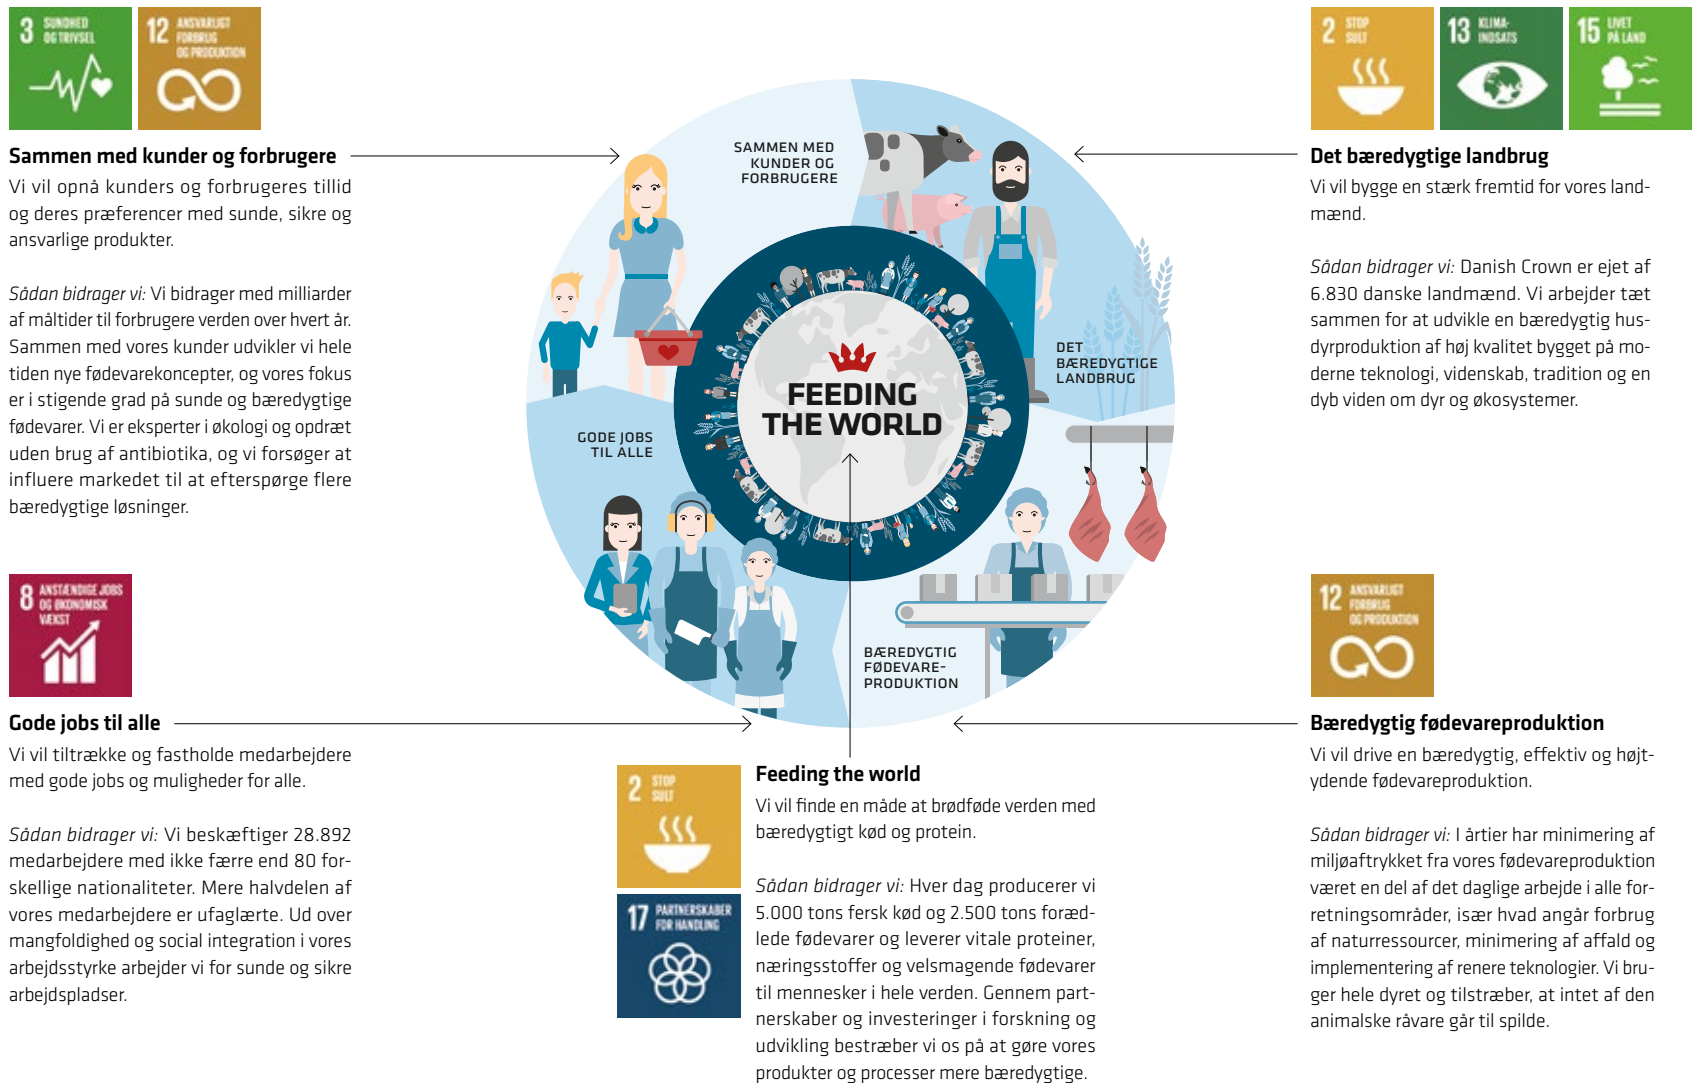 3 SUNDHED
OG TRIVSEL
12 ANSVARLIGT
FORBRUG
OG PRODUKTION
Sammen med kunder og forbrugere
Vi vil opnå kunders og forbrugeres tillid
og deres præferencer med sunde, sikre og
ansvarlige produkter.
Sådan bidrager vi: Vi bidrager med milliarder
af måltider til forbrugere verden over hvert år.
Sammen med vores kunder udvikler vi hele
tiden nye fødevarekoncepter, og vores fokus
er i stigende grad på sunde og bæredygtige
fødevarer. Vi er eksperter i økologi og opdræt
uden brug af antibiotika, og vi forsøger at
influere markedet til at efterspørge flere
bæredygtige løsninger.
8 ANSTÆNDIGE JOBS
OG ØKONOMISK
VÆKST
Gode jobs til alle
Vi vil tiltrække og fastholde medarbejdere
med gode jobs og muligheder for alle.
Sådan bidrager vi: Vi beskæftiger 28.892
medarbejdere med ikke færre end 80 for-
skellige nationaliteter. Mere halvdelen af
vores medarbejdere er ufaglærte. Ud over
mangfoldighed og social integration i vores
arbejdsstyrke arbejder vi for sunde og sikre
arbejdspladser.
SAMMEN MED
KUNDER OG
FORBRUGERE
DET
BÆREDYGTIGE
LANDBRUG
FEEDING
THE WORLD
GODE JOBS
TIL ALLE
BÆREDYGTIG
FØDEVARE-
PRODUKTION
2 STOP
SULT
17 PARTNERSKABER
FOR HANDLING
Feeding the world
Vi vil finde en måde at brødføde verden med
bæredygtigt kød og protein.
Sådan bidrager vi: Hver dag producerer vi
5.000 tons fersk kød og 2.500 tons foræd-
lede fødevarer og leverer vitale proteiner,
næringsstoffer og velsmagende fødevarer
til mennesker i hele verden. Gennem part-
nerskaber og investeringer i forskning og
udvikling bestræber vi os på at gøre vores
produkter og processer mere bæredygtige.
2 STOP
SULT
13 KLIMA-
INDSATS
15 LIVET
PÅ LAND
Det bæredygtige landbrug
Vi vil bygge en stærk fremtid for vores land-
mænd.
Sådan bidrager vi: Danish Crown er ejet af
6.830 danske landmænd. Vi arbejder tæt
sammen for at udvikle en bæredygtig hus-
dyrproduktion af høj kvalitet bygget på mo-
derne teknologi, videnskab, tradition og en
dyb viden om dyr og økosystemer.
12 ANSVARLIGT
FORBRUG
OG PRODUKTION
Bæredygtig fødevareproduktion
Vi vil drive en bæredygtig, effektiv og højt-
ydende fødevareproduktion.
Sådan bidrager vi: I årtier har minimering af
miljøaftrykket fra vores fødevareproduktion
været en del af det daglige arbejde i alle for-
retningsområder, især hvad angår forbrug
af naturressourcer, minimering af affald og
implementering af renere teknologier. Vi bru-
ger hele dyret og tilstræber, at intet af den
animalske råvare går til spilde.